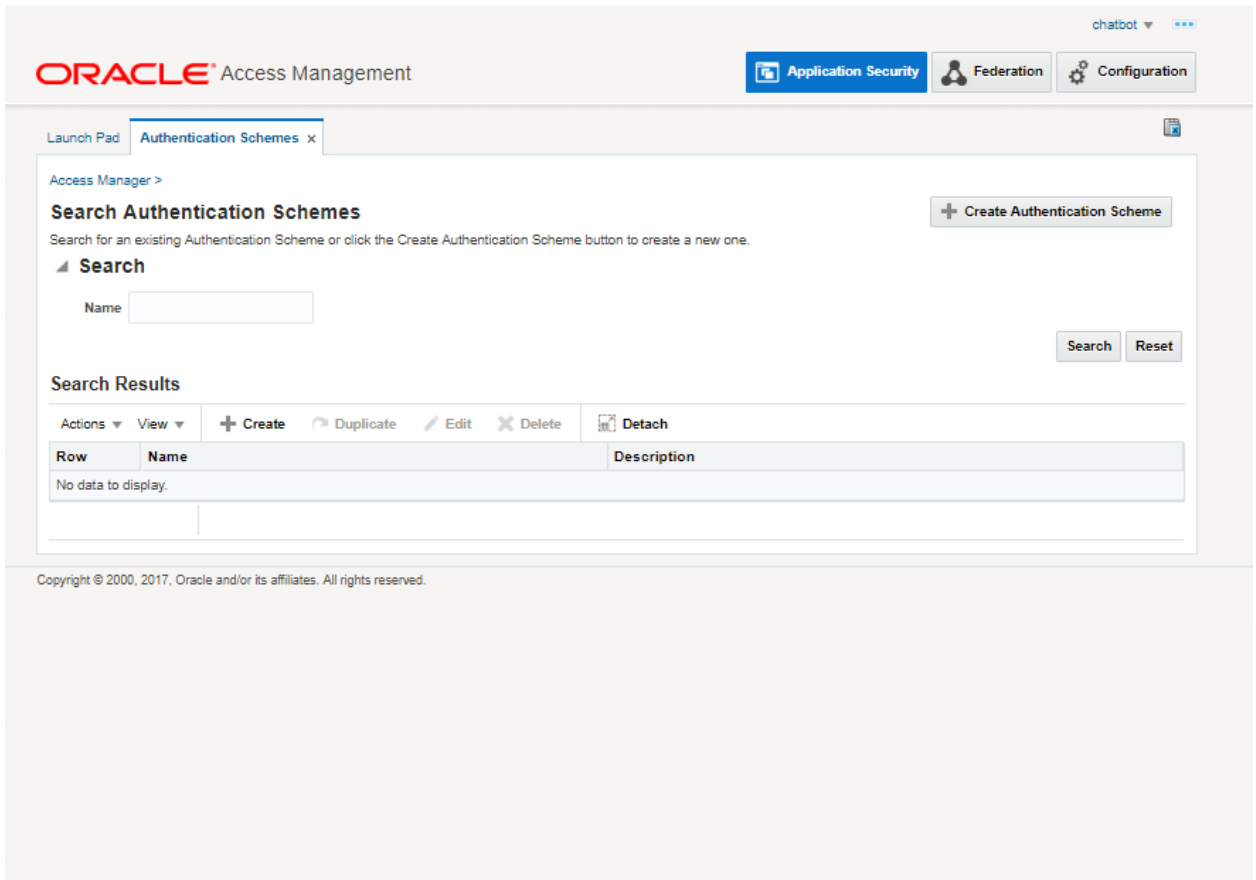 chatbot
ORACLE® Access Management
Application Security
Federation
Configuration
Launch Pad
Authentication Schemes x
Access Manager >
Search Authentication Schemes
Create Authentication Scheme
Search for an existing Authentication Scheme or click the Create Authentication Scheme button to create a new one.
Search
Name
Search
Reset
Search Results
Actions View Create Duplicate Edit Delete Detach
Row Name Description
No data to display.
Copyright © 2000, 2017, Oracle and/or its affiliates. All rights reserved.